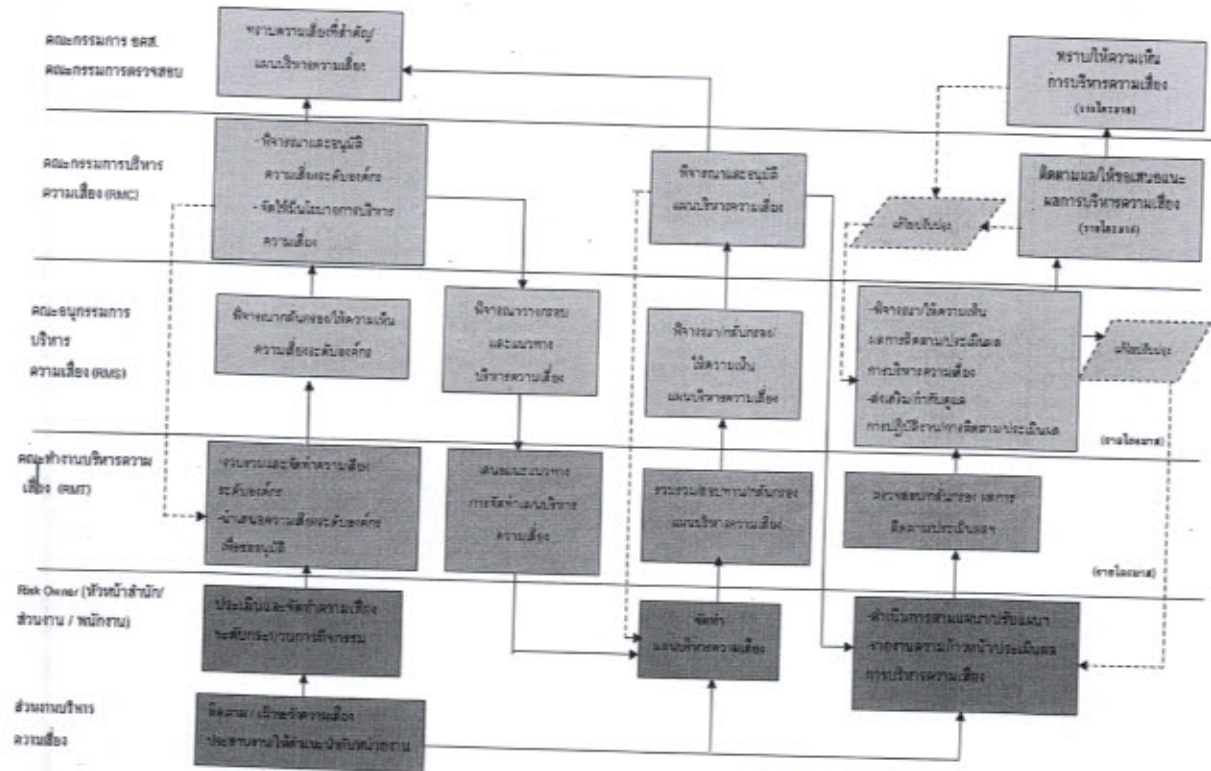 คณะกรรมการ อคส.
คณะกรรมการตรวจสอบ
ทราบความเสี่ยงที่สำคัญ/
แผนบริหารความเสี่ยง
ทราบ/ให้ความเห็น
การบริหารความเสี่ยง
(รายไตรมาส)
คณะกรรมการบริหาร
ความเสี่ยง (RMC)
-พิจารณาและอนุมัติ
ความเสี่ยงระดับองค์กร
-จัดให้มีนโยบายการบริหาร
ความเสี่ยง
พิจารณาและอนุมัติ
แผนบริหารความเสี่ยง
แก้ไขปรับปรุง
ติดตามผล/ให้ข้อเสนอแนะ
ผลการบริหารความเสี่ยง
(รายไตรมาส)
คณะอนุกรรมการ
บริหาร
ความเสี่ยง (RMS)
พิจารณากลั่นกรอง/ให้ความเห็น
ความเสี่ยงระดับองค์กร
พิจารณาวางกรอบ
และแนวทาง
บริหารความเสี่ยง
พิจารณา/กลั่นกรอง/
ให้ความเห็น
แผนบริหารความเสี่ยง
-พิจารณา/ให้ความเห็น
ผลการติดตาม/ประเมินผล
การบริหารความเสี่ยง
-ส่งเสริม/กำกับดูแล
การปฏิบัติงาน/การติดตาม/ประเมินผล
แก้ไขปรับปรุง
(รายไตรมาส)
คณะทำงานบริหารความ
เสี่ยง (RMT)
-รวบรวมและจัดทำความเสี่ยง
ระดับองค์กร
-นำเสนอความเสี่ยงระดับองค์กร
เพื่อขออนุมัติ
เสนอแนะแนวทาง
การจัดทำแผนบริหาร
ความเสี่ยง
รวบรวม/สอบทาน/กลั่นกรอง
แผนบริหารความเสี่ยง
ตรวจสอบ/กลั่นกรอง ผลการ
ติดตาม/ประเมินผลฯ
(รายไตรมาส)
Risk Owner (หัวหน้าสำนัก/
ส่วนงาน / พนักงาน)
ประเมินและจัดทำความเสี่ยง
ระดับกระบวนการ/กิจกรรม
จัดทำ
แผนบริหารความเสี่ยง
-ดำเนินการตามแผนฯ/ปรับแผนฯ
-รายงานความก้าวหน้า/ประเมินผล
การบริหารความเสี่ยง
ส่วนงานบริหาร
ความเสี่ยง
ติดตาม / เฝ้าระวังความเสี่ยง
ประสานงาน/ให้คำแนะนำกับหน่วยงาน